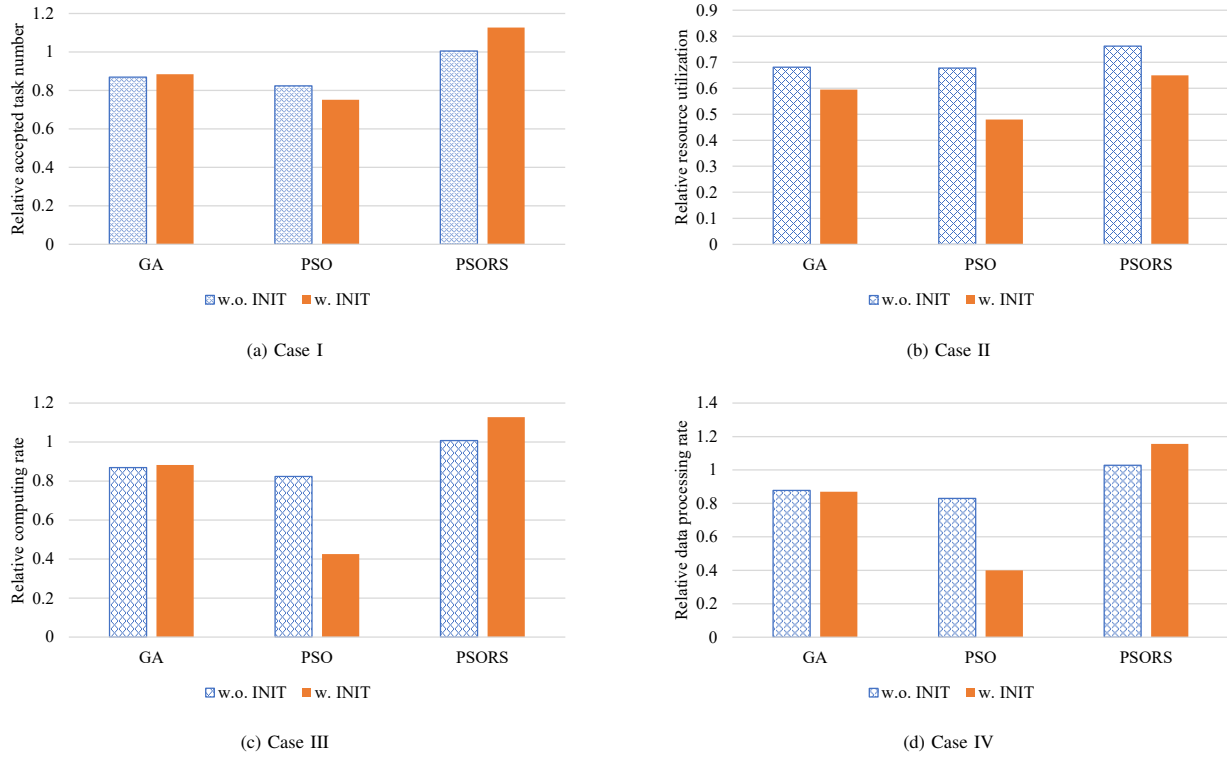 Relative accepted task number
1.2
1
0.8
0.6
0.4
0.2
0
GA PSO PSORS
w.o. INIT w. INIT
(a) Case I
Relative resource utilization
0.9
0.8
0.7
0.6
0.5
0.4
0.3
0.2
0.1
0
GA PSO PSORS
w.o. INIT w. INIT
(b) Case II
Relative computing rate
1.2
1
0.8
0.6
0.4
0.2
0
GA PSO PSORS
w.o. INIT w. INIT
(c) Case III
Relative data processing rate
1.4
1.2
1
0.8
0.6
0.4
0.2
0
GA PSO PSORS
w.o. INIT w. INIT
(d) Case IV